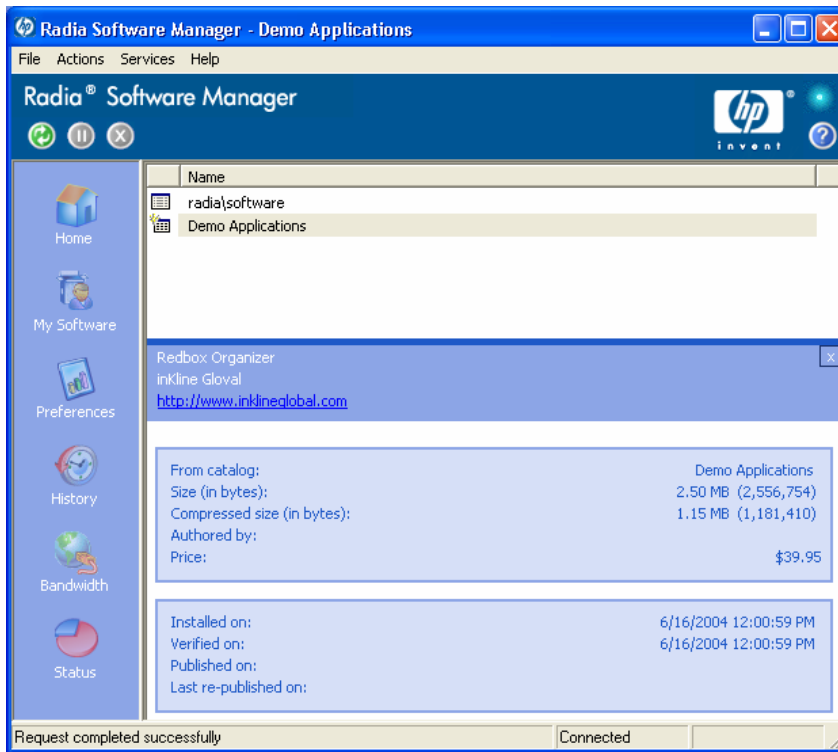 Radia Software Manager - Demo Applications
File Actions Services Help
Radia® Software Manager
hp®
invent
Name
radia\software
Demo Applications
Home
My Software
Preferences
History
Bandwidth
Status
Redbox Organizer
x
inKline Gloval
http://www.inklineglobal.com
From catalog: Demo Applications
Size (in bytes): 2.50 MB (2,556,754)
Compressed size (in bytes): 1.15 MB (1,181,410)
Authored by:
Price: $39.95
Installed on: 6/16/2004 12:00:59 PM
Verified on: 6/16/2004 12:00:59 PM
Published on:
Last re-published on:
Request completed successfully Connected